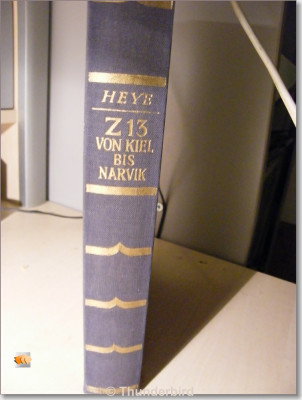 HEYE
Z 13
VON KIEL
BIS
NARVIK
© Thunderbird